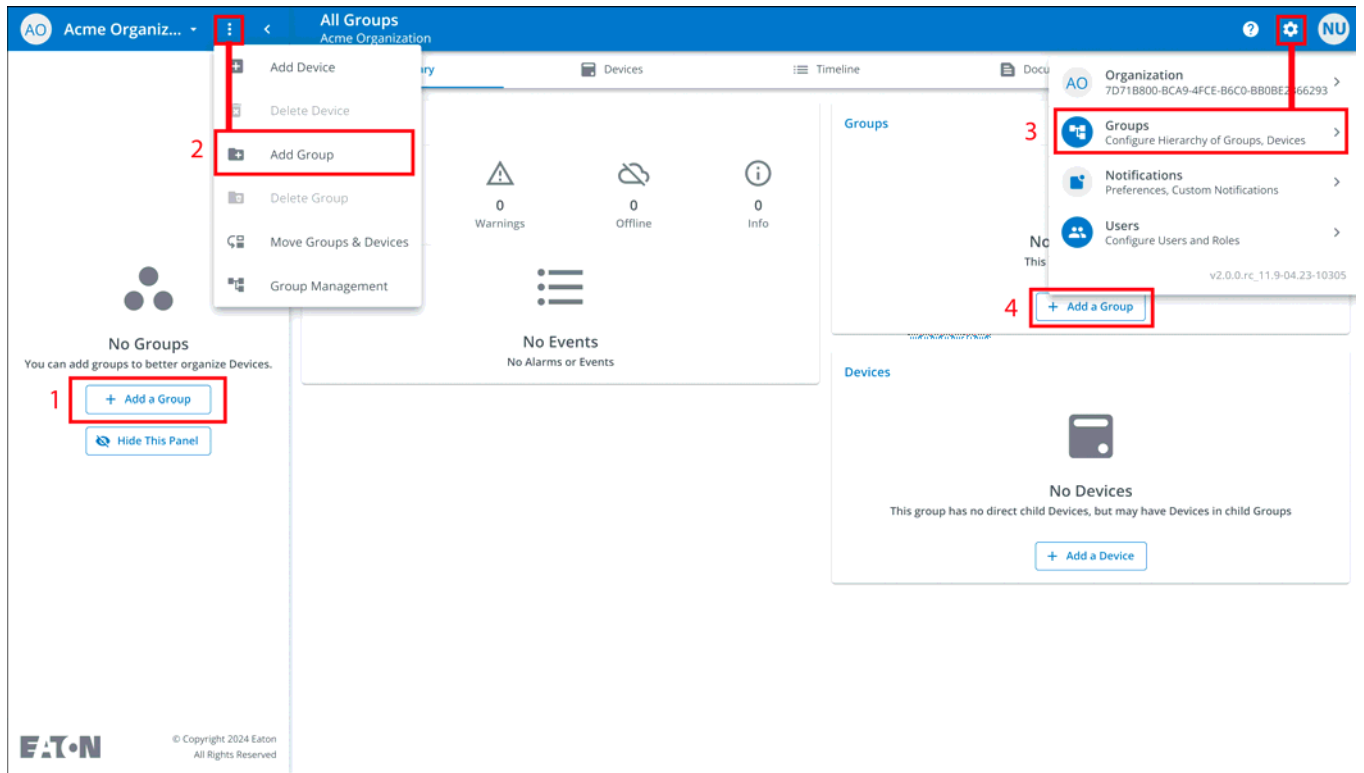 AO
Acme Organiz...
All Groups
Acme Organization
NU
Add Device
Delete Device
2
Add Group
Delete Group
Move Groups & Devices
Group Management
ry
Devices
Timeline
Docu
0
Warnings
0
Offline
0
Info
No Events
No Alarms or Events
No Groups
You can add groups to better organize Devices.
1
+ Add a Group
Hide This Panel
Groups
No
This
4
+ Add a Group
AO
Organization
7D71B800-BCA9-4FCE-B6C0-BB0BE2866293
3
Groups
Configure Hierarchy of Groups, Devices
Notifications
Preferences, Custom Notifications
Users
Configure Users and Roles
v2.0.0.rc_11.9-04.23-10305
Devices
No Devices
This group has no direct child Devices, but may have Devices in child Groups
+ Add a Device
EATON
© Copyright 2024 Eaton
All Rights Reserved